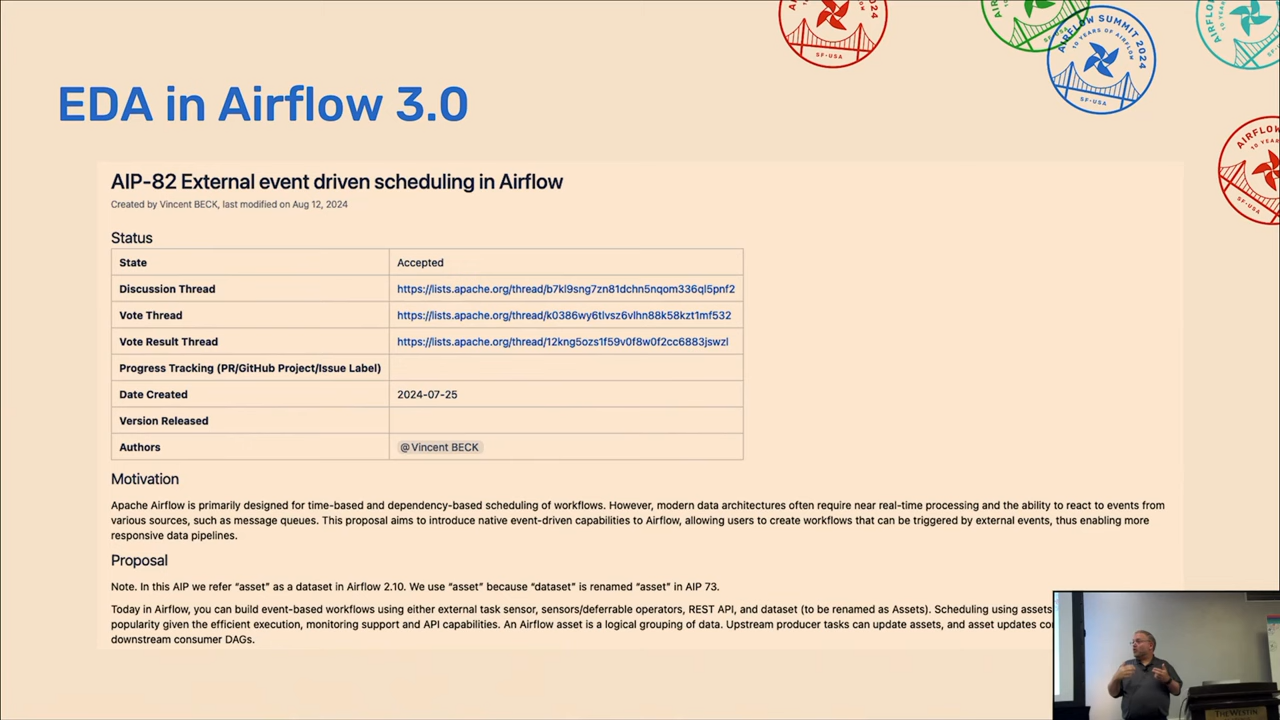 EDA in Airflow 3.0
AIRFLOW SUMMIT 2024
10 YEARS OF AIRFLOW
SF·USA
AIP-82 External event driven scheduling in Airflow
Created by Vincent BECK, last modified on Aug 12, 2024
Status
State Accepted
Discussion Thread https://lists.apache.org/thread/b7kl9sng7zn81dchn5nqom336ql5pnf2
Vote Thread https://lists.apache.org/thread/k0386wy6tlvsz6vlhn88k58kzt1mf532
Vote Result Thread https://lists.apache.org/thread/12kng5ozs1f59v0f8w0f2cc6883jswzl
Progress Tracking (PR/GitHub Project/Issue Label)
Date Created 2024-07-25
Version Released
Authors @Vincent BECK
Motivation
Apache Airflow is primarily designed for time-based and dependency-based scheduling of workflows. However, modern data architectures often require near real-time processing and the ability to react to events from
various sources, such as message queues. This proposal aims to introduce native event-driven capabilities to Airflow, allowing users to create workflows that can be triggered by external events, thus enabling more
responsive data pipelines.
Proposal
Note. In this AIP we refer “asset” as a dataset in Airflow 2.10. We use “asset” because “dataset” is renamed “asset” in AIP 73.
Today in Airflow, you can build event-based workflows using either external task sensor, sensors/deferrable operators, REST API, and dataset (to be renamed as Assets). Scheduling using assets
popularity given the efficient execution, monitoring support and API capabilities. An Airflow asset is a logical grouping of data. Upstream producer tasks can update assets, and asset updates
downstream consumer DAGs.
THE WESTIN